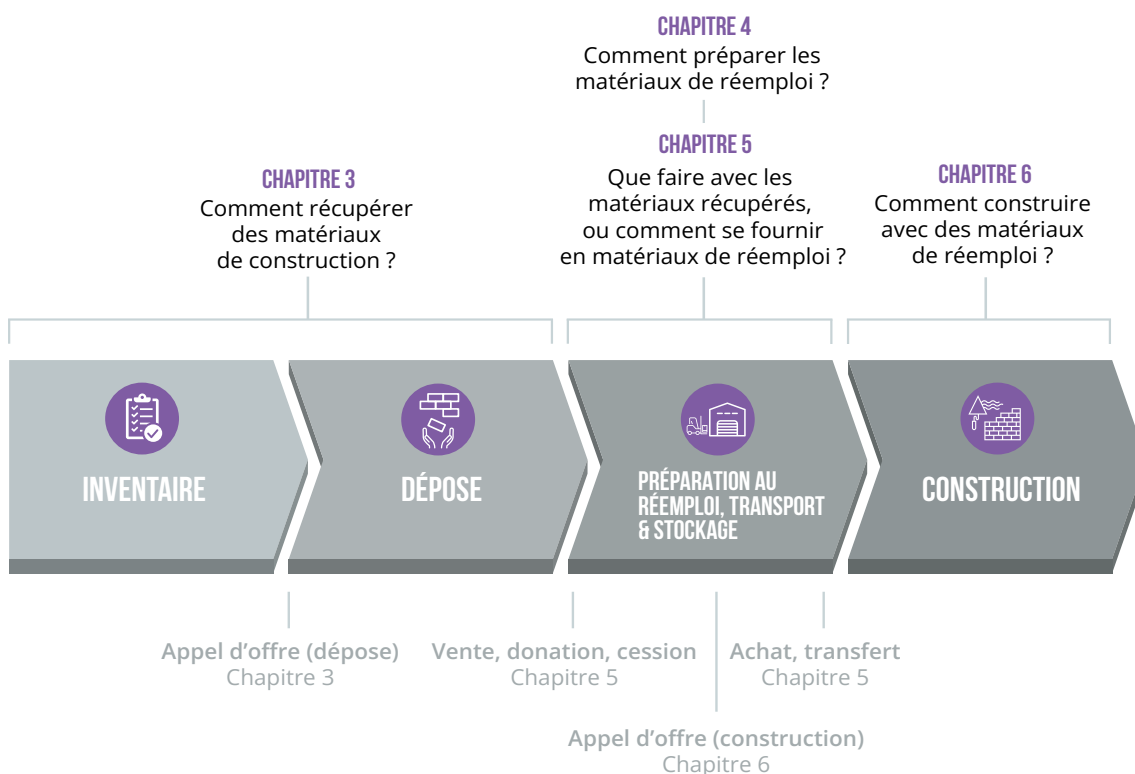 CHAPITRE 4
Comment préparer les
matériaux de réemploi ?
CHAPITRE 5
Que faire avec les
matériaux récupérés,
ou comment se fournir
en matériaux de réemploi ?
CHAPITRE 3
Comment récupérer
des matériaux
de construction ?
CHAPITRE 6
Comment construire
avec des matériaux
de réemploi ?
INVENTAIRE
DÉPOSE
PRÉPARATION AU
RÉEMPLOI, TRANSPORT
& STOCKAGE
CONSTRUCTION
Appel d’offre (dépose)
Chapitre 3
Vente, donation, cession
Chapitre 5
Achat, transfert
Chapitre 5
Appel d’offre (construction)
Chapitre 6